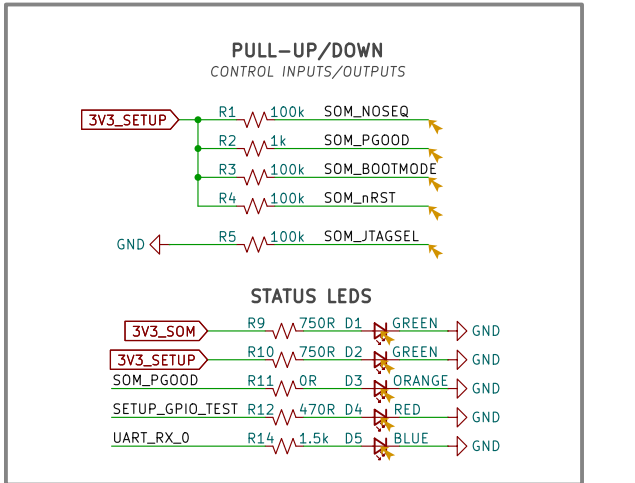 PULL-UP/DOWN
CONTROL INPUTS/OUTPUTS
3V3_SETUP R1 100k SOM_NOSEQ
R2 1k SOM_PGOOD
R3 100k SOM_BOOTMODE
R4 100k SOM_nRST
GND R5 100k SOM_JTAGSEL
STATUS LEDS
3V3_SOM R9 750R D1 GREEN GND
3V3_SETUP R10 750R D2 GREEN GND
SOM_PGOOD R11 0R D3 ORANGE GND
SETUP_GPIO_TEST R12 470R D4 RED GND
UART_RX_0 R14 1.5k D5 BLUE GND